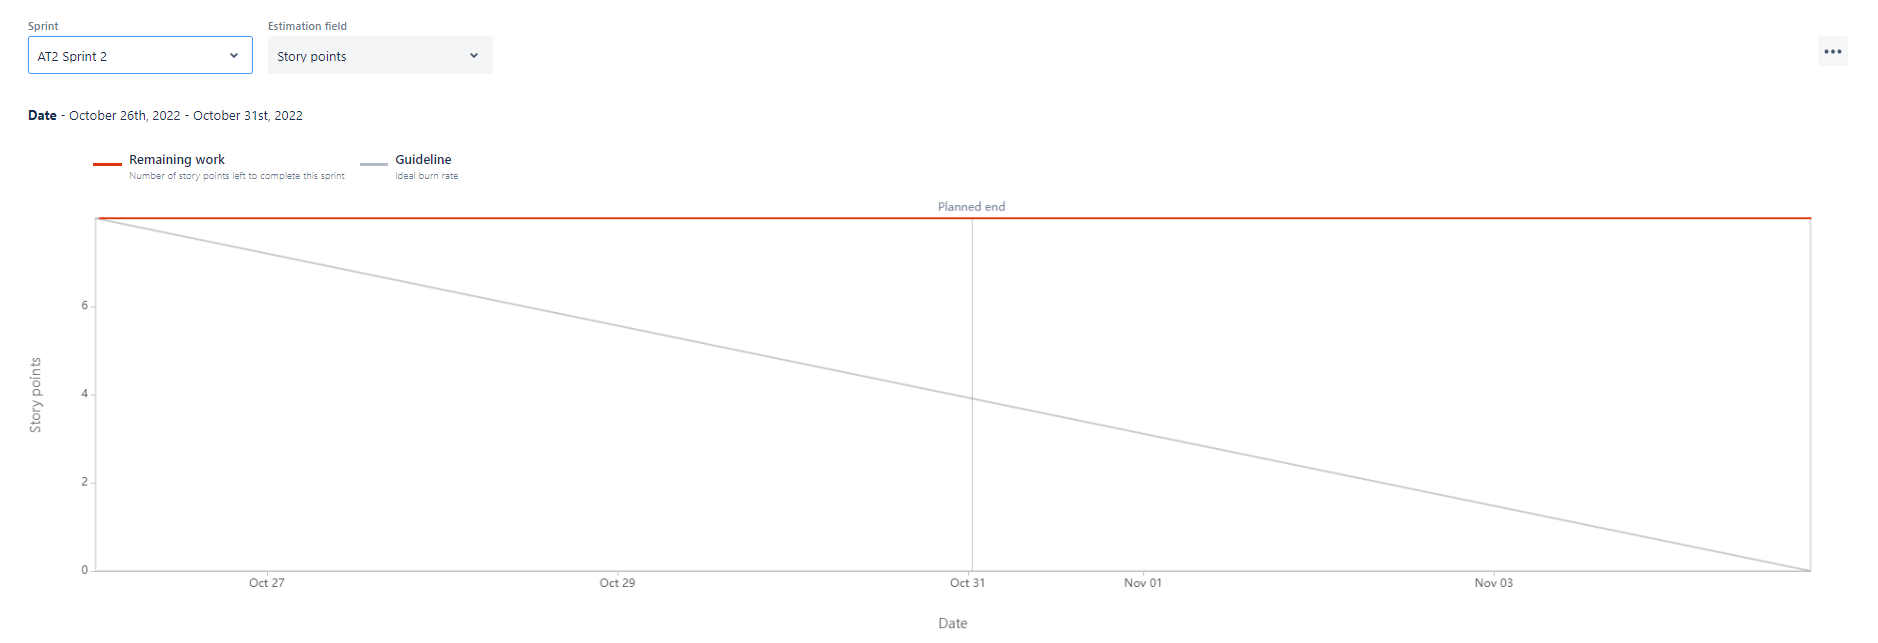 Sprint
Estimation field
AT2 Sprint 2
Story points
Date - October 26th, 2022 - October 31st, 2022
Remaining work
Number of story points left to complete this sprint
Guideline
Ideal burn rate
Planned end
Story points
6
4
2
0
Oct 27
Oct 29
Oct 31
Nov 01
Nov 03
Date